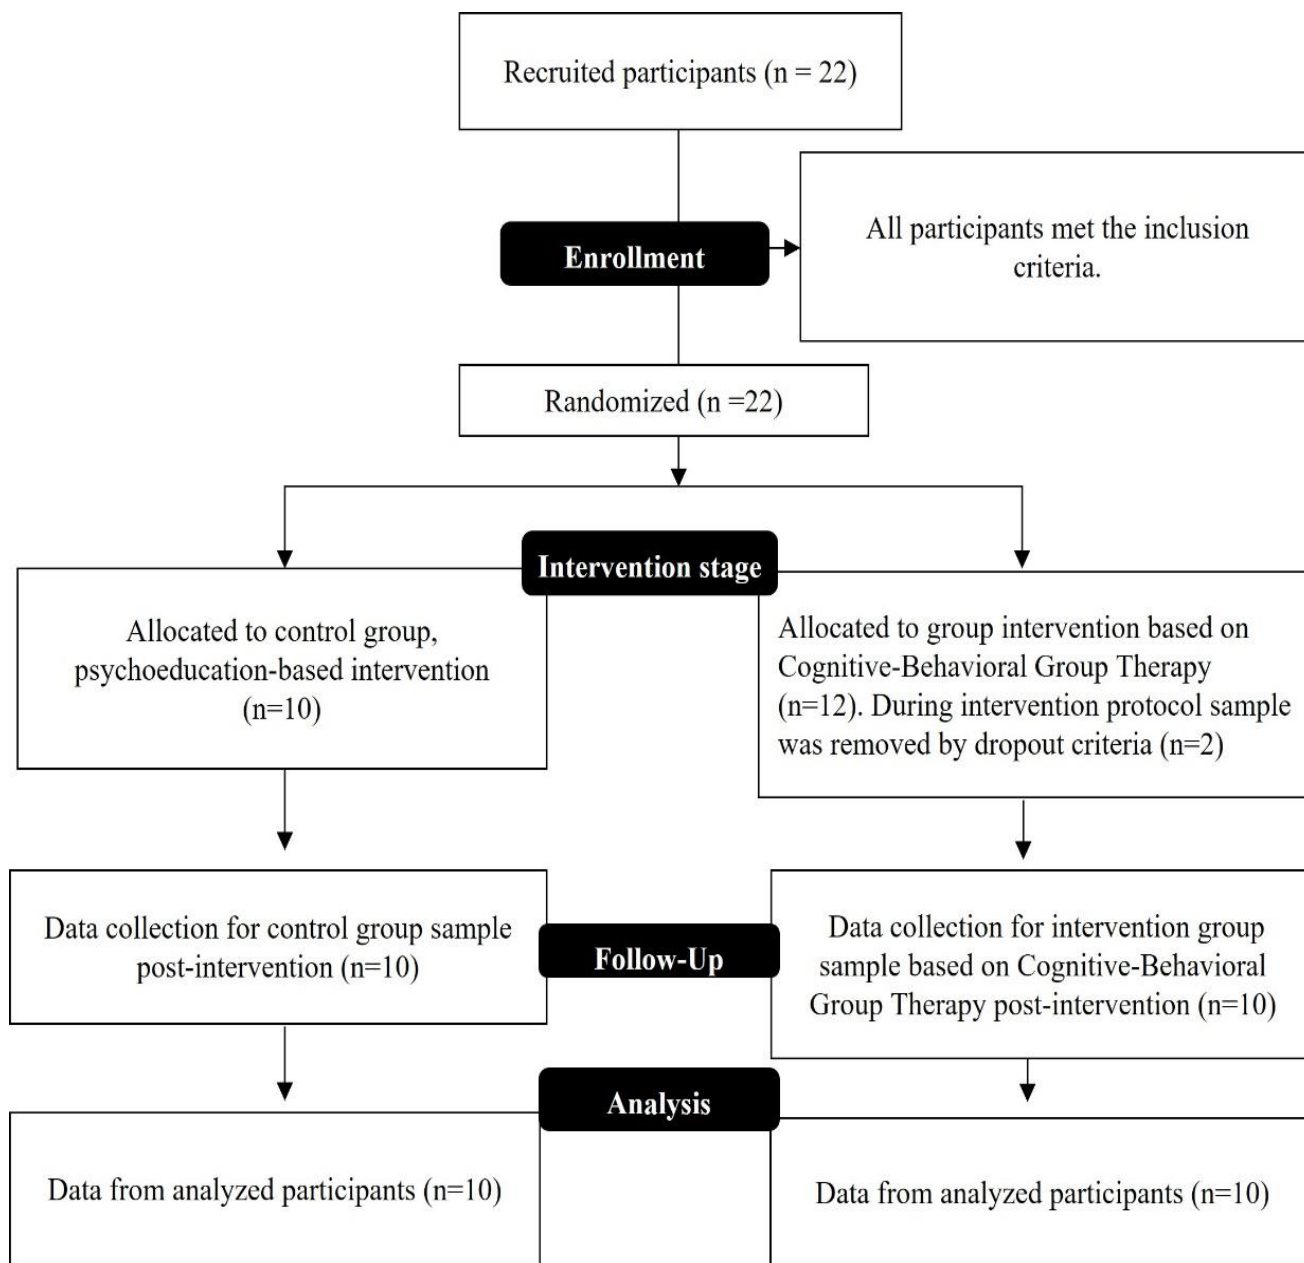 Recruited participants (n = 22)
All participants met the inclusion
criteria.
Enrollment
Randomized (n =22)
Intervention stage
Allocated to control group,
psychoeducation-based intervention
(n=10)
Allocated to group intervention based on
Cognitive-Behavioral Group Therapy
(n=12). During intervention protocol sample
was removed by dropout criteria (n=2)
Data collection for control group sample
post-intervention (n=10)
Follow-Up
Data collection for intervention group
sample based on Cognitive-Behavioral
Group Therapy post-intervention (n=10)
Analysis
Data from analyzed participants (n=10)
Data from analyzed participants (n=10)